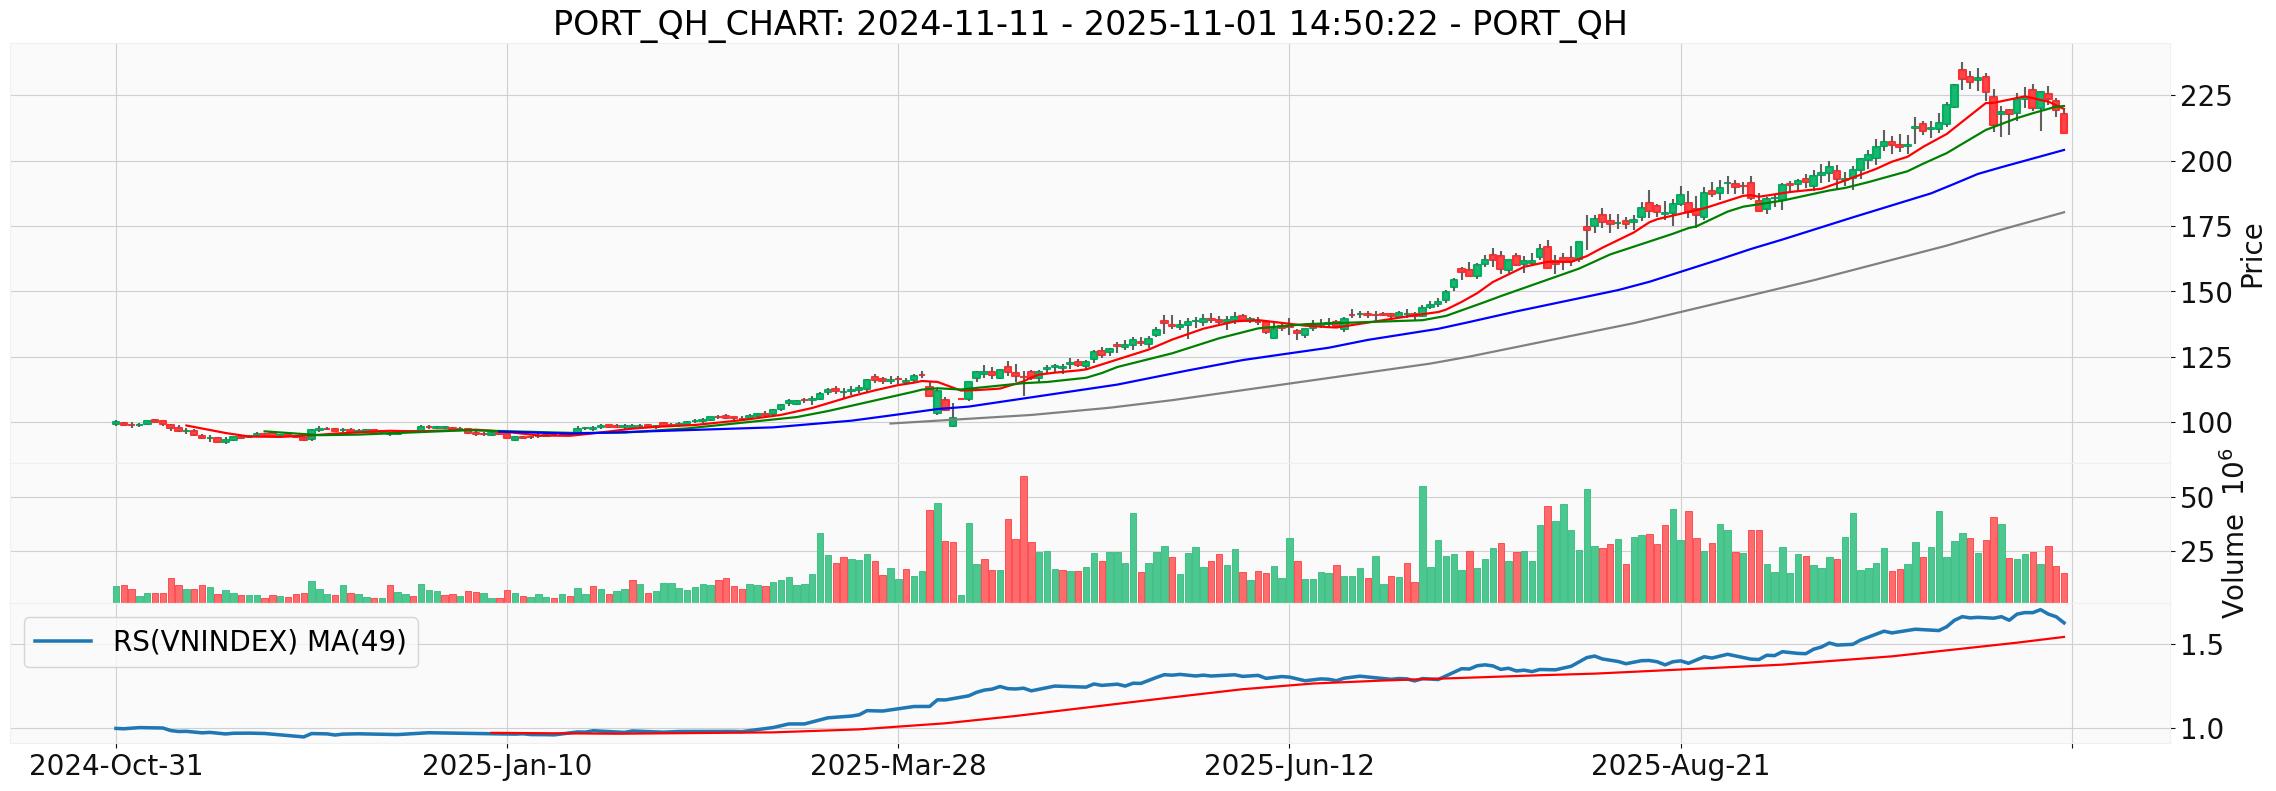 PORT_QH_CHART: 2024-11-11 - 2025-11-01 14:50:22 - PORT_QH
225
200
175
150
125
100
Price
50
25
Volume 10⁶
RS(VNINDEX) MA(49)
1.5
1.0
2024-Oct-31
2025-Jan-10
2025-Mar-28
2025-Jun-12
2025-Aug-21